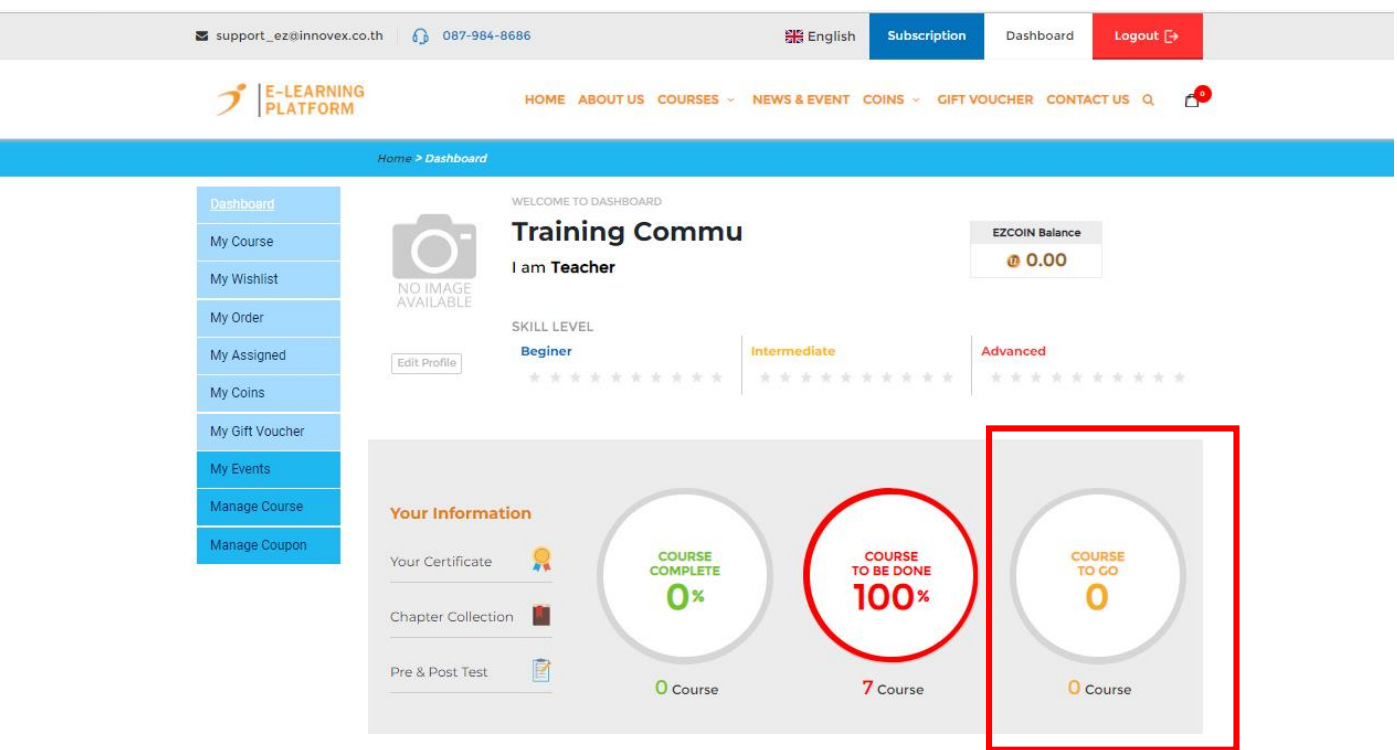 support_ez@innovex.co.th 087-984-8686 English Subscription Dashboard Logout
E-LEARNING
PLATFORM
HOME ABOUT US COURSES NEWS & EVENT COINS GIFT VOUCHER CONTACT US 0
Home > Dashboard
Dashboard
My Course
My Wishlist
My Order
My Assigned
My Coins
My Gift Voucher
My Events
Manage Course
Manage Coupon
NO IMAGE
AVAILABLE
Edit Profile
WELCOME TO DASHBOARD
Training Commu
I am Teacher
EZCOIN Balance
0.00
SKILL LEVEL
Beginer Intermediate Advanced
Your Information
Your Certificate
Chapter Collection
Pre & Post Test
COURSE
COMPLETE
0%
0 Course
COURSE
TO BE DONE
100%
7 Course
COURSE
TO GO
0
0 Course